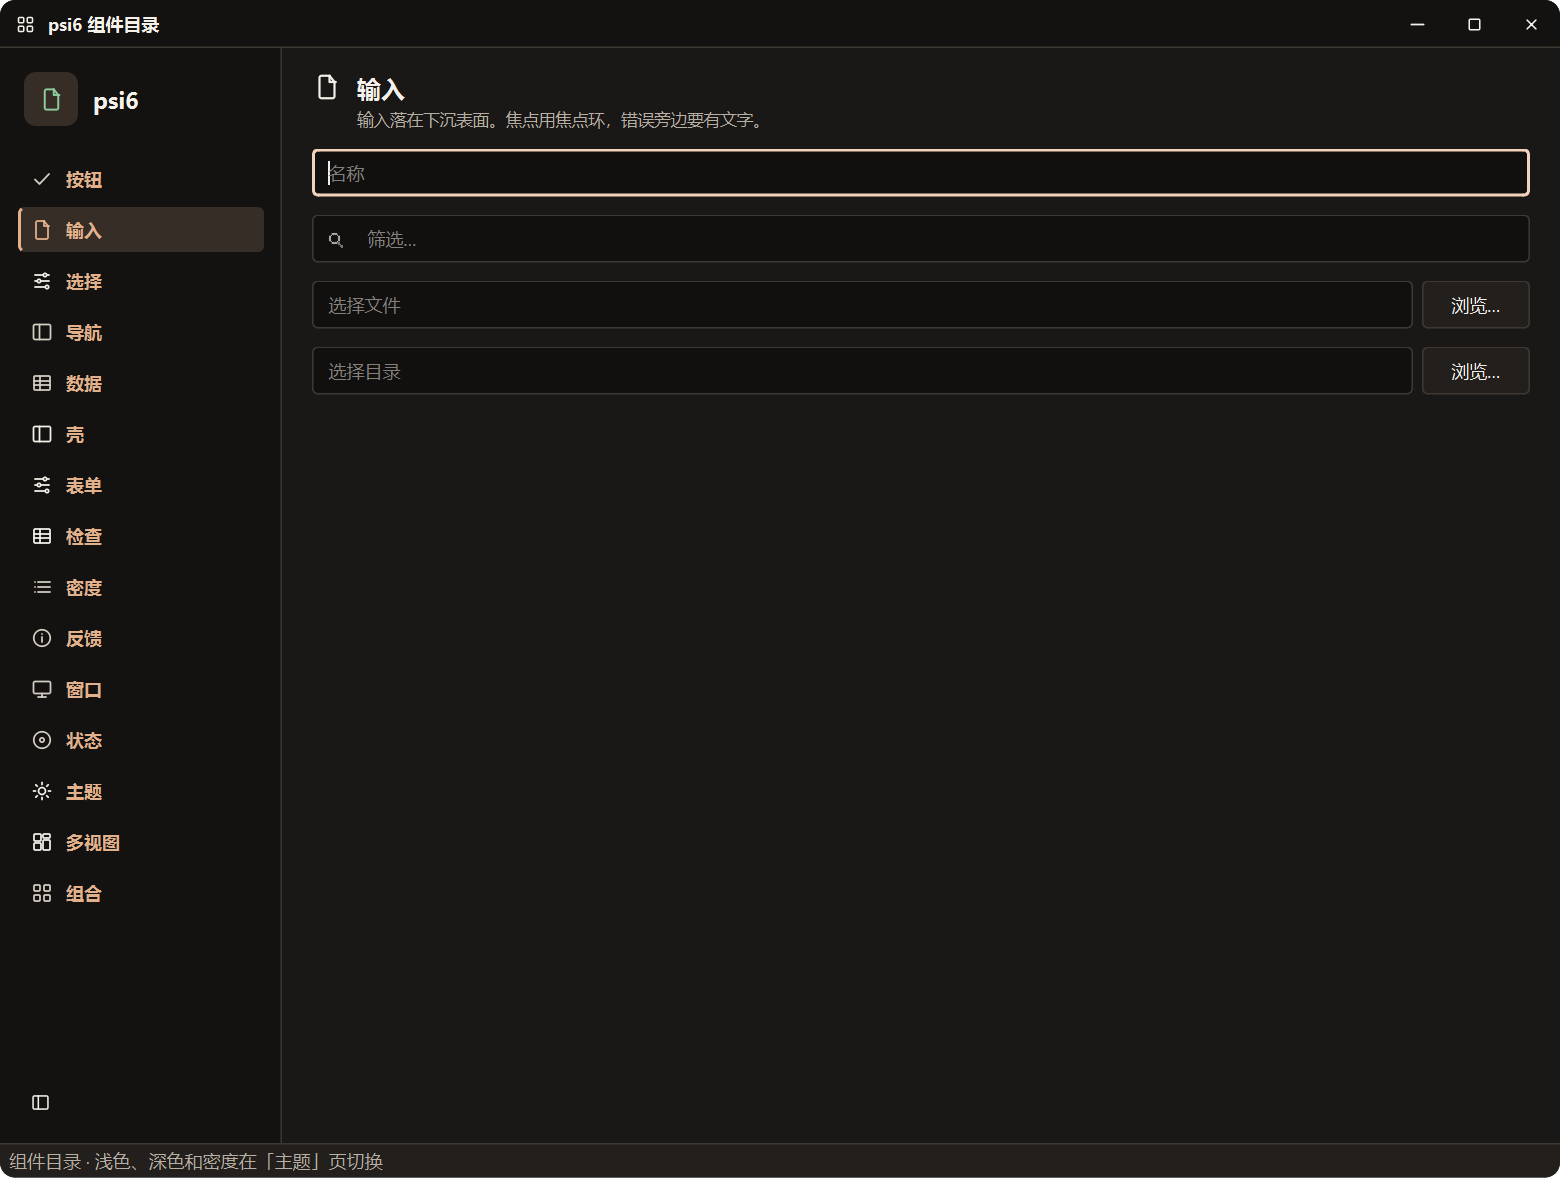 psi6 组件目录
psi6
按钮
输入
选择
导航
数据
壳
表单
检查
密度
反馈
窗口
状态
主题
多视图
组合
输入
输入落在下沉表面。焦点用焦点环，错误旁边要有文字。
名称
筛选...
选择文件
浏览...
选择目录
浏览...
组件目录 · 浅色、深色和密度在「主题」页切换